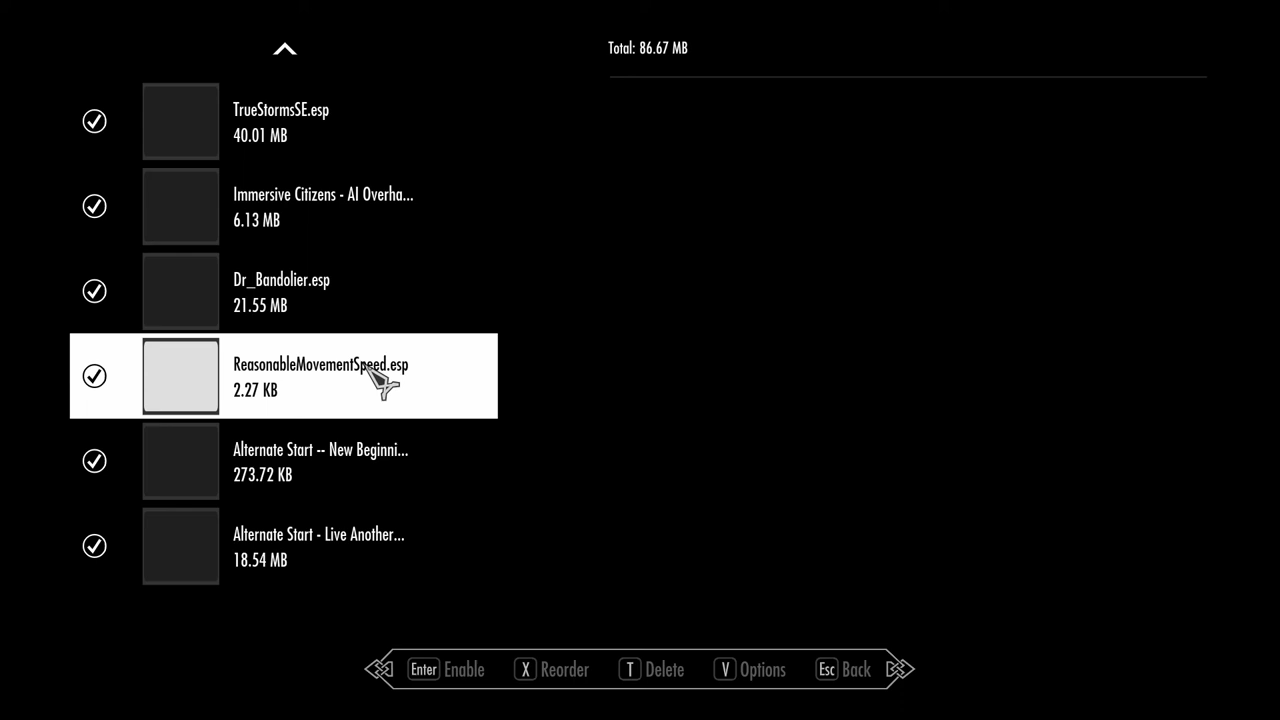 Total: 86.67 MB
TrueStormsSE.esp
40.01 MB
Immersive Citizens - AI Overha...
6.13 MB
Dr_Bandolier.esp
21.55 MB
ReasonableMovementSpeed.esp
2.27 KB
Alternate Start -- New Beginni...
273.72 KB
Alternate Start - Live Another...
18.54 MB
Enter Enable X Reorder T Delete V Options Esc Back